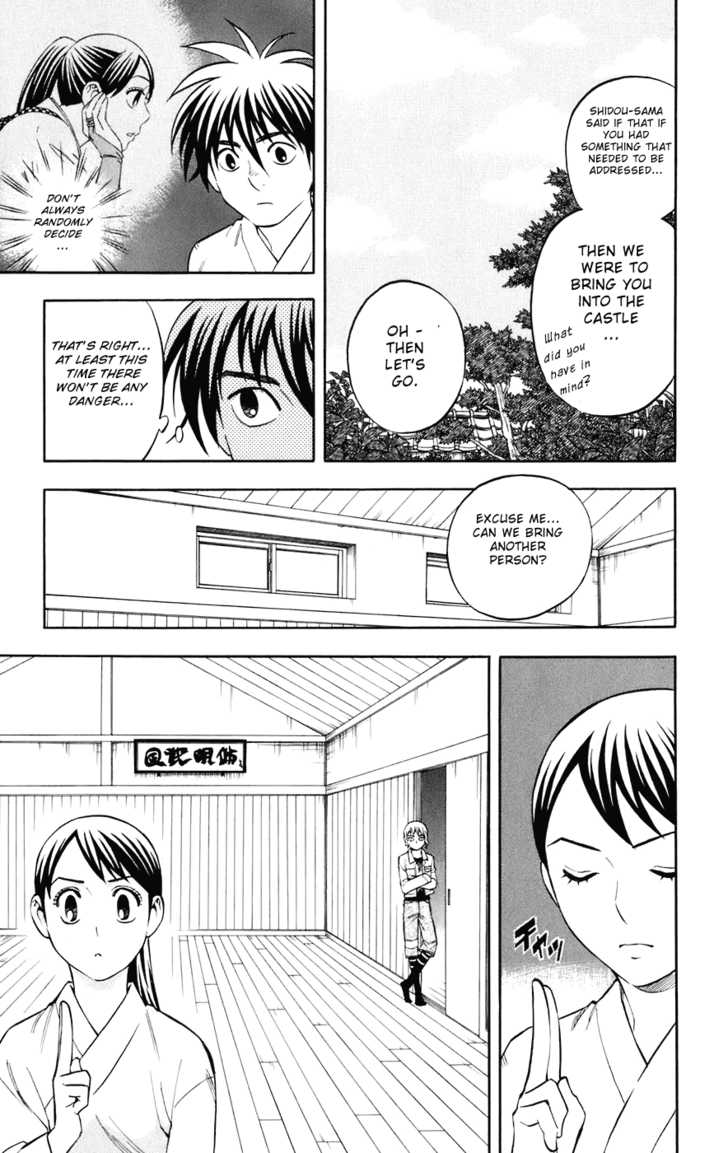 SHIDOU-SAMA
SAID IF THAT IF
YOU HAD
SOMETHING THAT
NEEDED TO BE
ADDRESSED...
THEN WE
WERE TO
BRING YOU
INTO THE
CASTLE
...
What
did you
have in
mind?
OH -
THEN
LET'S
GO.
DON'T
ALWAYS
RANDOMLY
DECIDE
...
THAT'S RIGHT...
AT LEAST THIS
TIME THERE
WON'T BE ANY
DANGER...
EXCUSE ME...
CAN WE BRING
ANOTHER
PERSON?
チャッ